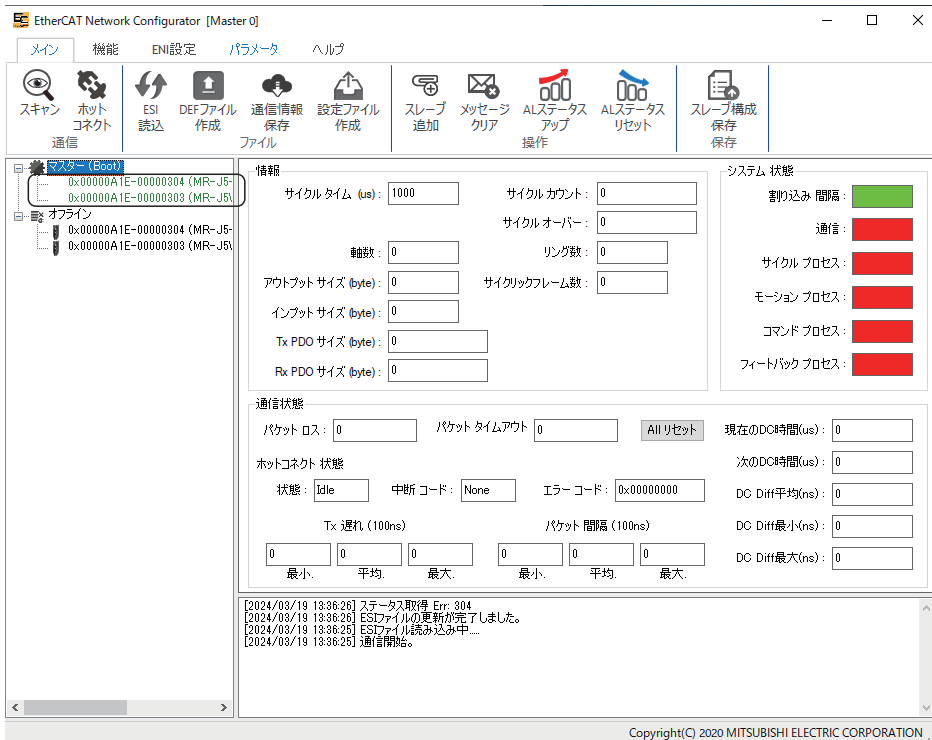 EtherCAT Network Configurator [Master 0]
メイン 機能 ENI設定 パラメータ ヘルプ
スキャン
ホット
コネクト
通信
ESI
読込
DEFファイル
作成
通信情報
保存
設定ファイル
作成
ファイル
スレーブ
追加
メッセージ
クリア
ALステータス
アップ
ALステータス
リセット
操作
スレーブ構成
保存
保存
マスター (Boot)
0x00000A1E-00000304 (MR-J5-
0x00000A1E-00000303 (MR-J5W
オフライン
0x00000A1E-00000304 (MR-J5-
0x00000A1E-00000303 (MR-J5W
情報
サイクル タイム (us) : 1000
サイクル カウント : 0
サイクル オーバー : 0
軸数 : 0
リング数 : 0
アウトプット サイズ (byte) : 0
サイクリックフレーム数 : 0
インプット サイズ (byte) : 0
Tx PDO サイズ (byte) : 0
Rx PDO サイズ (byte) : 0
システム 状態
割り込み 間隔 :
通信 :
サイクル プロセス :
モーション プロセス :
コマンド プロセス :
フィートバック プロセス :
通信状態
パケット ロス : 0
パケット タイムアウト 0
All リセット
ホットコネクト 状態
状態 : Idle
中断 コード : None
エラー コード : 0x00000000
Tx 遅れ (100ns)
0 0 0
最小. 平均. 最大.
パケット 間隔 (100ns)
0 0 0
最小. 平均. 最大.
現在のDC時間(us) : 0
次のDC時間(us) : 0
DC Diff平均(ns) : 0
DC Diff最小(ns) : 0
DC Diff最大(ns) : 0
[2024/03/19 13:36:26] ステータス取得 Err: 304
[2024/03/19 13:36:26] ESIファイルの更新が完了しました。
[2024/03/19 13:36:25] ESIファイル読み込み中.....
[2024/03/19 13:36:25] 通信開始。
Copyright(C) 2020 MITSUBISHI ELECTRIC CORPORATION